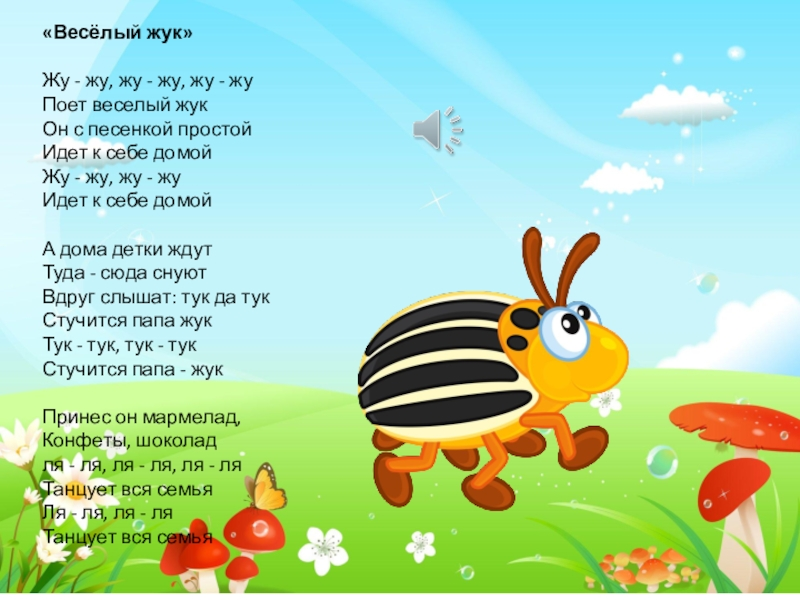 «Весёлый жук»
Жу - жу, жу - жу, жу - жу
Поет веселый жук
Он с песенкой простой
Идет к себе домой
Жу - жу, жу - жу
Идет к себе домой
А дома детки ждут
Туда - сюда снуют
Вдруг слышат: тук да тук
Стучится папа жук
Тук - тук, тук - тук
Стучится папа - жук
Принес он мармелад,
Конфеты, шоколад
ля - ля, ля - ля, ля - ля
Танцует вся семья
Ля - ля, ля - ля
Танцует вся семья